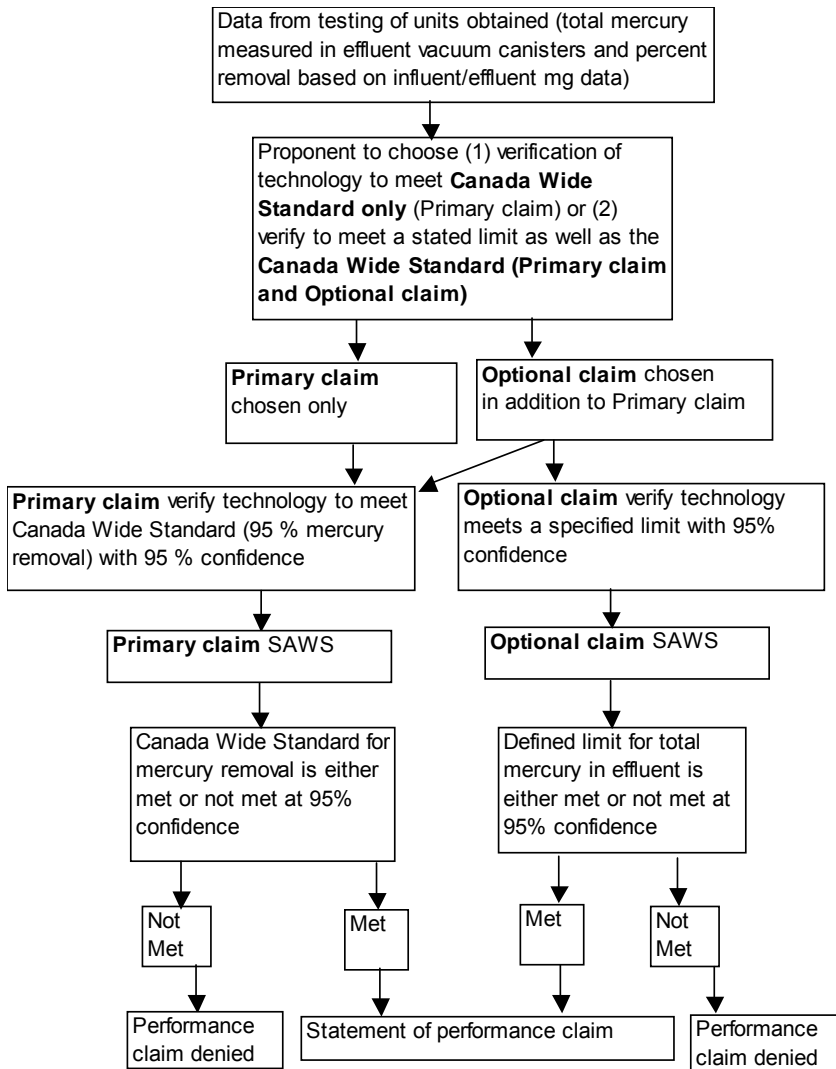 Data from testing of units obtained (total mercury
measured in effluent vacuum canisters and percent
removal based on influent/effluent mg data)
Proponent to choose (1) verification of
technology to meet Canada Wide
Standard only (Primary claim) or (2)
verify to meet a stated limit as well as the
Canada Wide Standard (Primary claim
and Optional claim)
Primary claim
chosen only
Optional claim chosen
in addition to Primary claim
Primary claim verify technology to meet
Canada Wide Standard (95 % mercury
removal) with 95 % confidence
Optional claim verify technology
meets a specified limit with 95%
confidence
Primary claim SAWS
Optional claim SAWS
Canada Wide Standard for
mercury removal is either
met or not met at 95%
confidence
Defined limit for total
mercury in effluent is
either met or not met at
95% confidence
Not
Met
Met
Met
Not
Met
Performance
claim denied
Statement of performance claim
Performance
claim denied